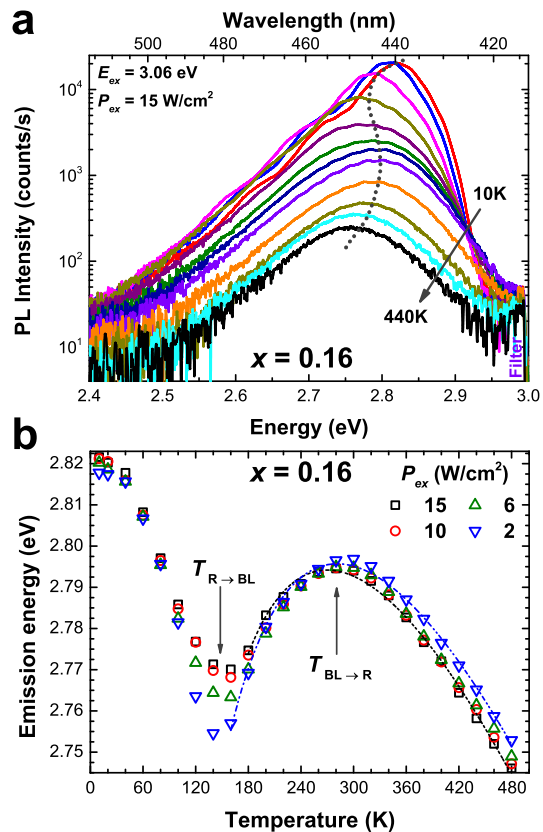 a
Wavelength (nm)
500 480 460 440 420
E_ex = 3.06 eV
P_ex = 15 W/cm²
10⁴
10³
10²
10¹
PL Intensity (counts/s)
10K
440K
x = 0.16
Filter
2.4 2.5 2.6 2.7 2.8 2.9 3.0
Energy (eV)
b
x = 0.16
P_ex (W/cm²)
15 6
10 2
T_R→BL
T_BL→R
2.82
2.81
2.80
2.79
2.78
2.77
2.76
2.75
Emission energy (eV)
0 60 120 180 240 300 360 420 480
Temperature (K)